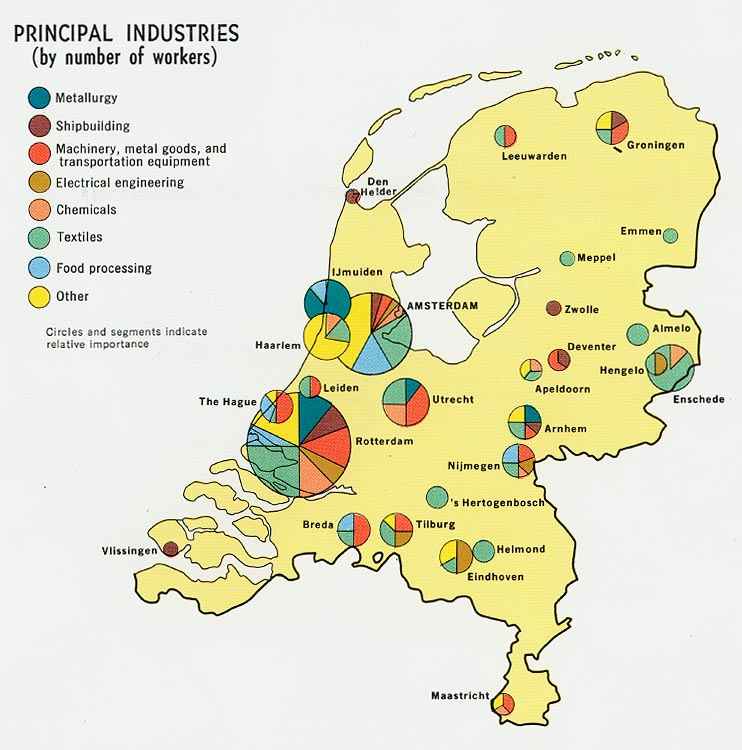 PRINCIPAL INDUSTRIES
(by number of workers)
Metallurgy
Shipbuilding
Machinery, metal goods, and
transportation equipment
Electrical engineering
Chemicals
Textiles
Food processing
Other
Circles and segments indicate
relative importance
Leeuwarden
Groningen
Den
Helder
Emmen
Meppel
IJmuiden
AMSTERDAM
Zwolle
Almelo
Haarlem
Deventer
Hengelo
Apeldoorn
Leiden
Enschede
The Hague
Utrecht
Arnhem
Rotterdam
Nijmegen
's Hertogenbosch
Breda
Tilburg
Vlissingen
Helmond
Eindhoven
Maastricht